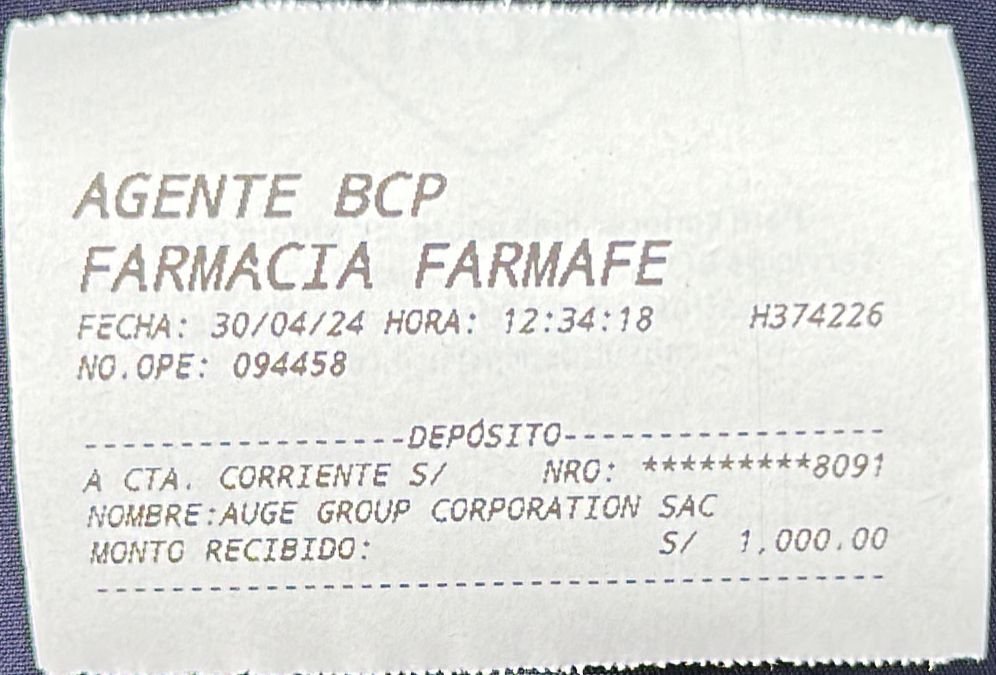 AGENTE BCP
FARMACIA FARMAFE
FECHA: 30/04/24 HORA: 12:34:18 H374226
NO.OPE: 094458
-----------------DEPÓSITO-----------------
A CTA. CORRIENTE S/ NRO: *********8091
NOMBRE:AUGE GROUP CORPORATION SAC
MONTO RECIBIDO: S/ 1,000.00
------------------------------------------